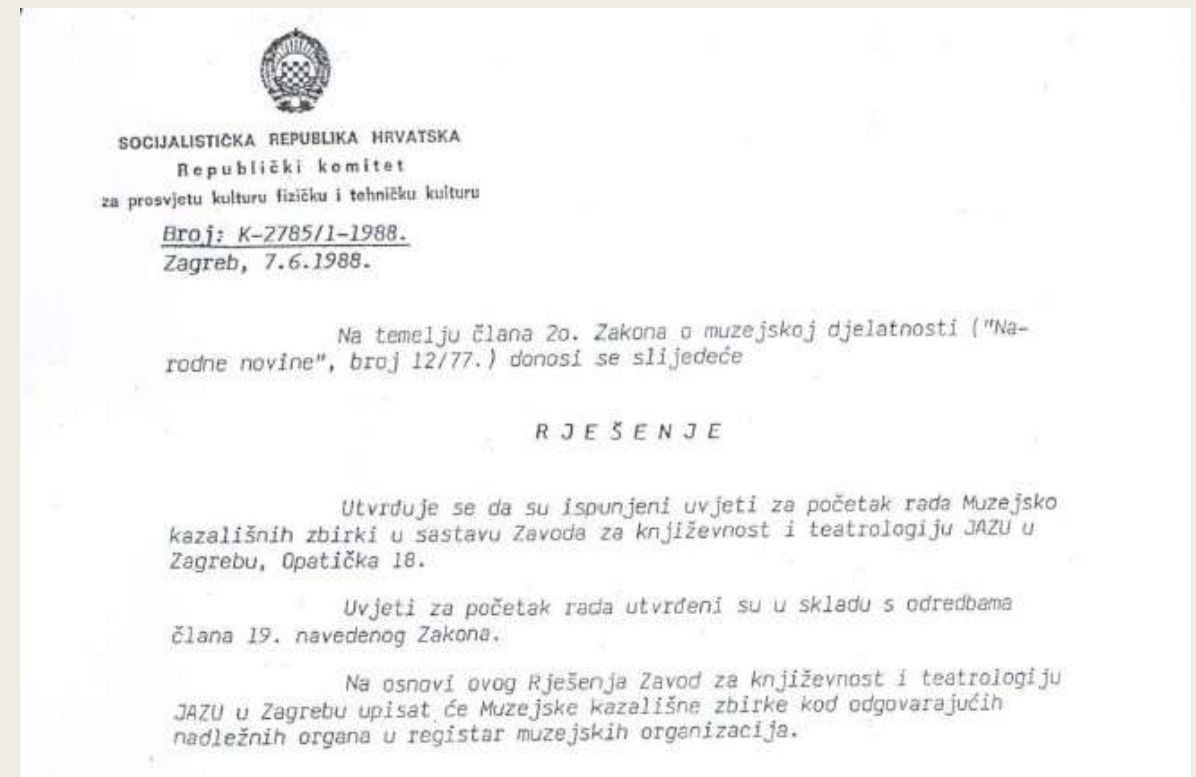 SOCIJALISTIČKA REPUBLIKA HRVATSKA
Republički komitet
za prosvjetu kulturu fizičku i tehničku kulturu
Broj: K-2785/1-1988.
Zagreb, 7.6.1988.
Na temelju člana 2o. Zakona o muzejskoj djelatnosti ("Na-
rodne novine", broj 12/77.) donosi se slijedeće
R J E Š E N J E
Utvrđuje se da su ispunjeni uvjeti za početak rada Muzejsko
kazališnih zbirki u sastavu Zavoda za književnost i teatrologiju JAZU u
Zagrebu, Opatička 18.
Uvjeti za početak rada utvrđeni su u skladu s odredbama
člana 19. navedenog Zakona.
Na osnovi ovog Rješenja Zavod za književnost i teatrologiju
JAZU u Zagrebu upisat će Muzejske kazališne zbirke kod odgovarajućih
nadležnih organa u registar muzejskih organizacija.